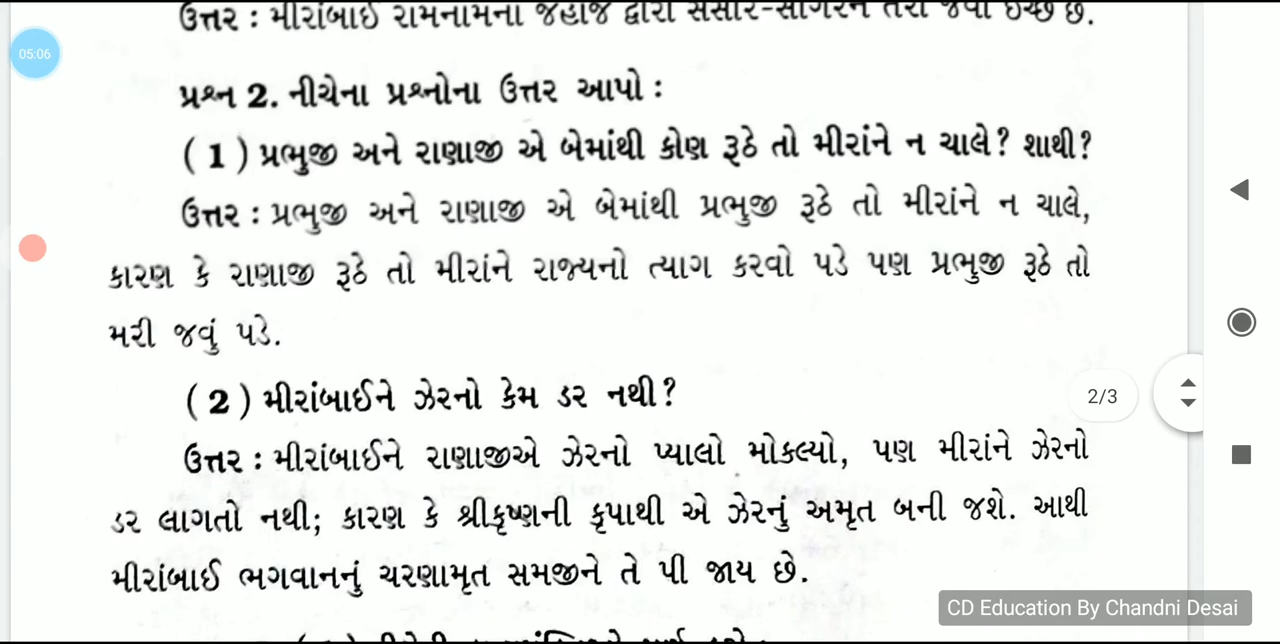 ઉત્તર : મીરાંબાઈ રામનામના જહાજ દ્વારા સંસાર-સાગરને તરી જવા ઇચ્છે છે.
05:06
પ્રશ્ન 2. નીચેના પ્રશ્નોના ઉત્તર આપો :
( 1 ) પ્રભુજી અને રાણાજી એ બેમાંથી કોણ રૂઠે તો મીરાંને ન ચાલે? શાથી?
ઉત્તર : પ્રભુજી અને રાણાજી એ બેમાંથી પ્રભુજી રૂઠે તો મીરાંને ન ચાલે,
કારણ કે રાણાજી રૂઠે તો મીરાંને રાજ્યનો ત્યાગ કરવો પડે પણ પ્રભુજી રૂઠે તો
મરી જવું પડે.
( 2 ) મીરાંબાઈને ઝેરનો કેમ ડર નથી?
2/3
ઉત્તર : મીરાંબાઈને રાણાજીએ ઝેરનો પ્યાલો મોકલ્યો, પણ મીરાંને ઝેરનો
ડર લાગતો નથી; કારણ કે શ્રીકૃષ્ણની કૃપાથી એ ઝેરનું અમૃત બની જશે. આથી
મીરાંબાઈ ભગવાનનું ચરણામૃત સમજીને તે પી જાય છે.
CD Education By Chandni Desai